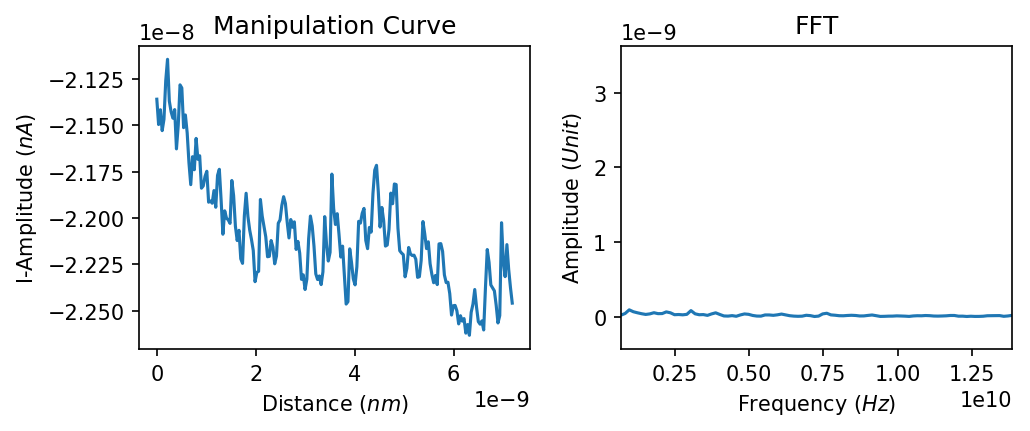 Manipulation Curve
1e−8
−2.125
−2.150
−2.175
−2.200
−2.225
−2.250
I-Amplitude (nA)
0
2
4
6
1e−9
Distance (nm)
FFT
1e−9
3
2
1
0
Amplitude (Unit)
0.25
0.50
0.75
1.00
1.25
1e10
Frequency (Hz)